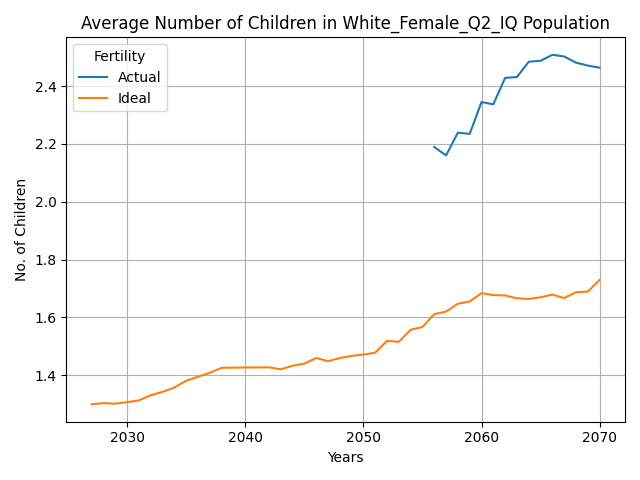 Average Number of Children in White_Female_Q2_IQ Population
Fertility
Actual
Ideal
No. of Children
2.4
2.2
2.0
1.8
1.6
1.4
2030 2040 2050 2060 2070
Years